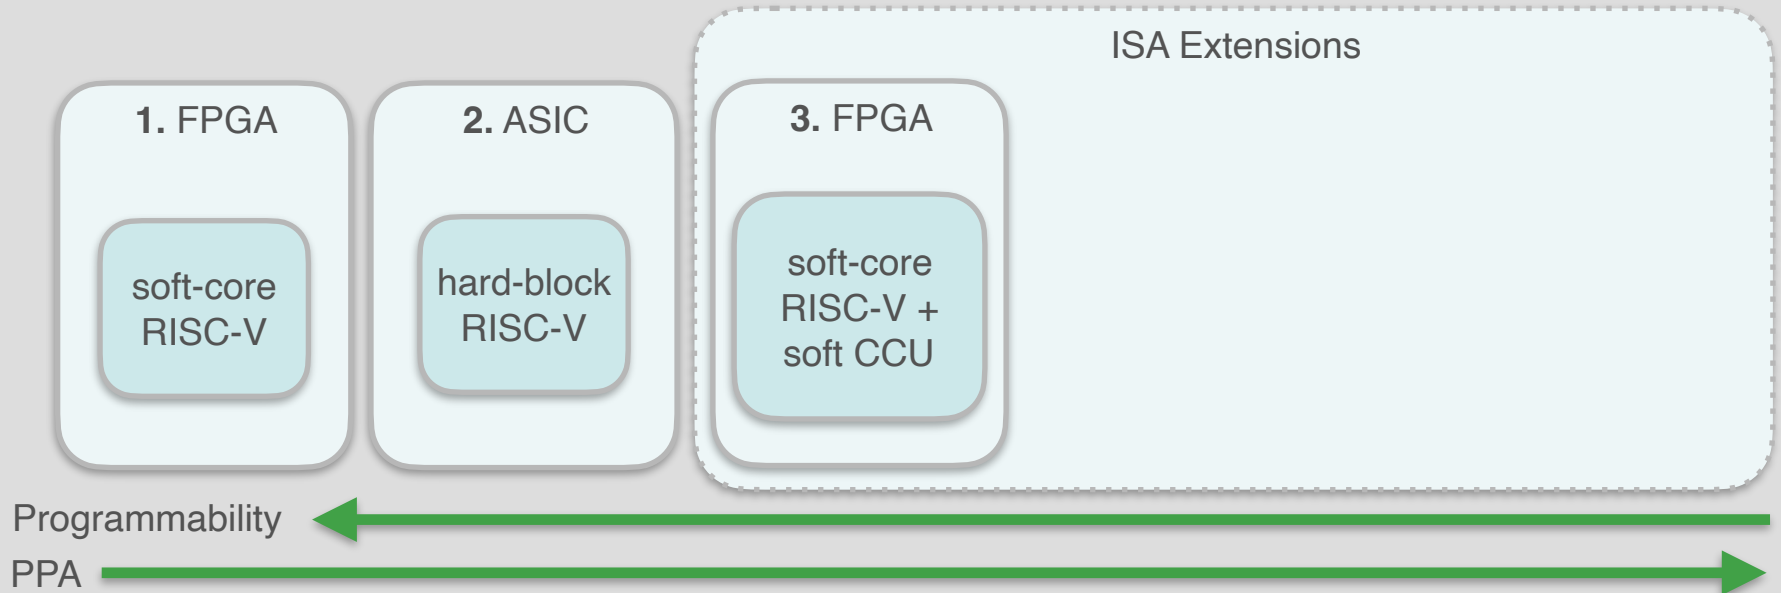 ISA Extensions
1. FPGA
2. ASIC
3. FPGA
soft-core
RISC-V
hard-block
RISC-V
soft-core
RISC-V +
soft CCU
Programmability
PPA